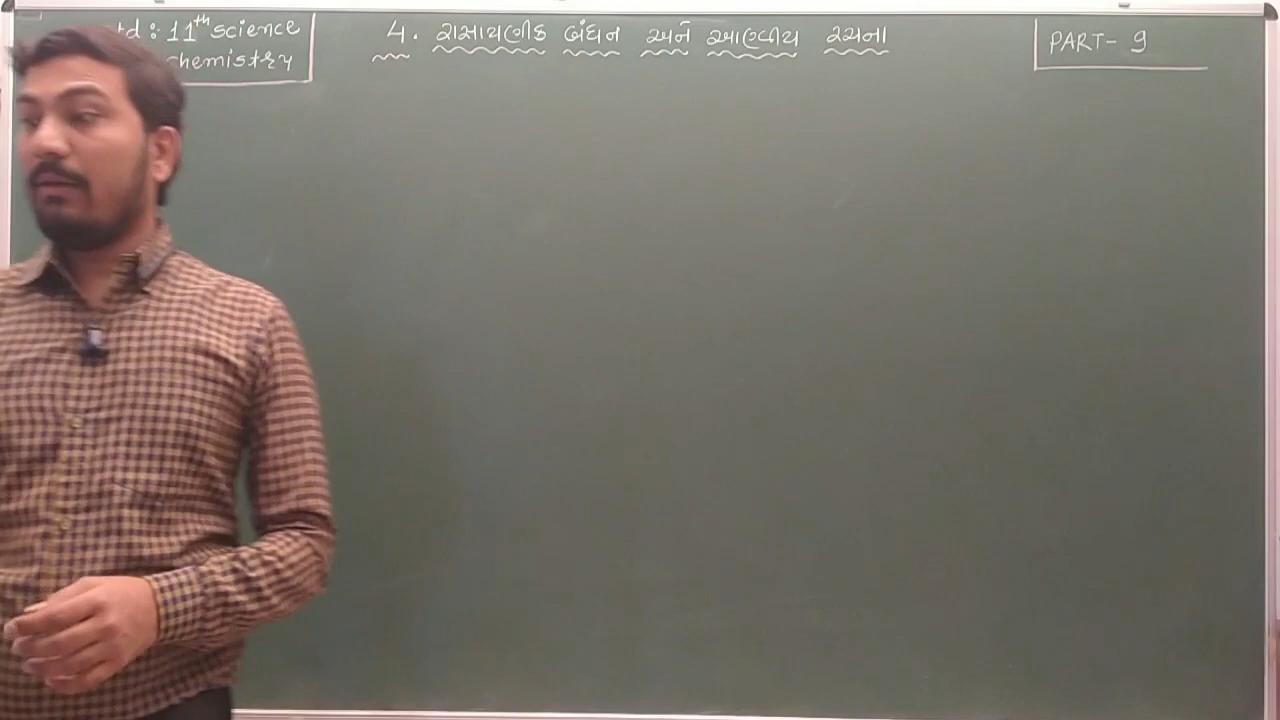 td : 11th science
chemistry
4. રાસાયણીક બંધન અને આણ્વીય રચના
PART- 9